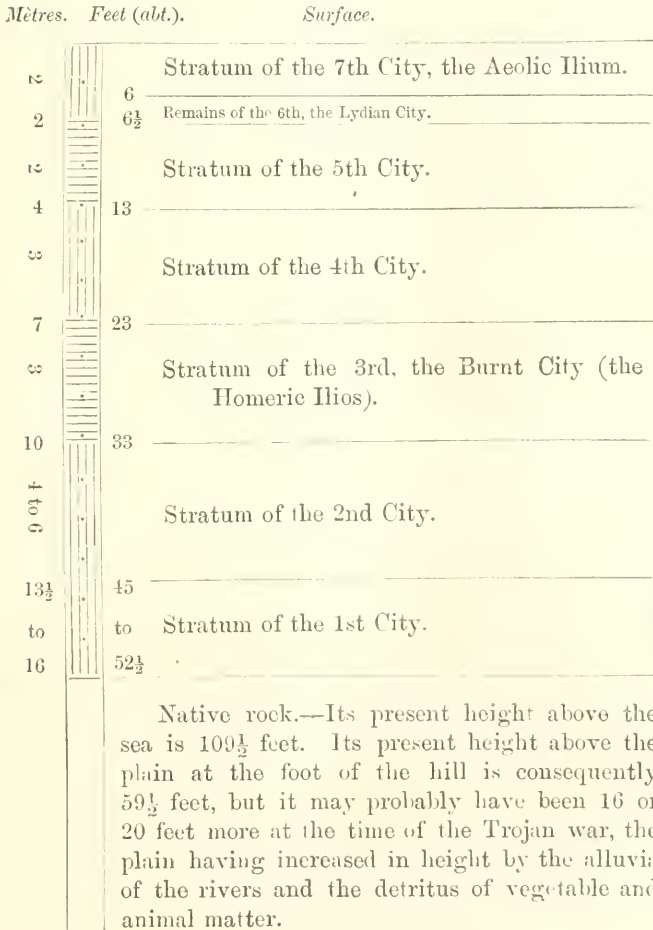 Mètres. Feet (abt.). Surface.
2 Stratum of the 7th City, the Aeolic Ilium.
6
2 6½ Remains of the 6th, the Lydian City.
2 Stratum of the 5th City.
4 13
3 Stratum of the 4th City.
7 23
3 Stratum of the 3rd, the Burnt City (the
Homeric Ilios).
10 33
4 to 6 Stratum of the 2nd City.
13½ 45
to to Stratum of the 1st City.
16 52½
Native rock.—Its present height above the
sea is 109½ feet. Its present height above the
plain at the foot of the hill is consequently
59½ feet, but it may probably have been 16 or
20 feet more at the time of the Trojan war, the
plain having increased in height by the alluvia
of the rivers and the detritus of vegetable and
animal matter.